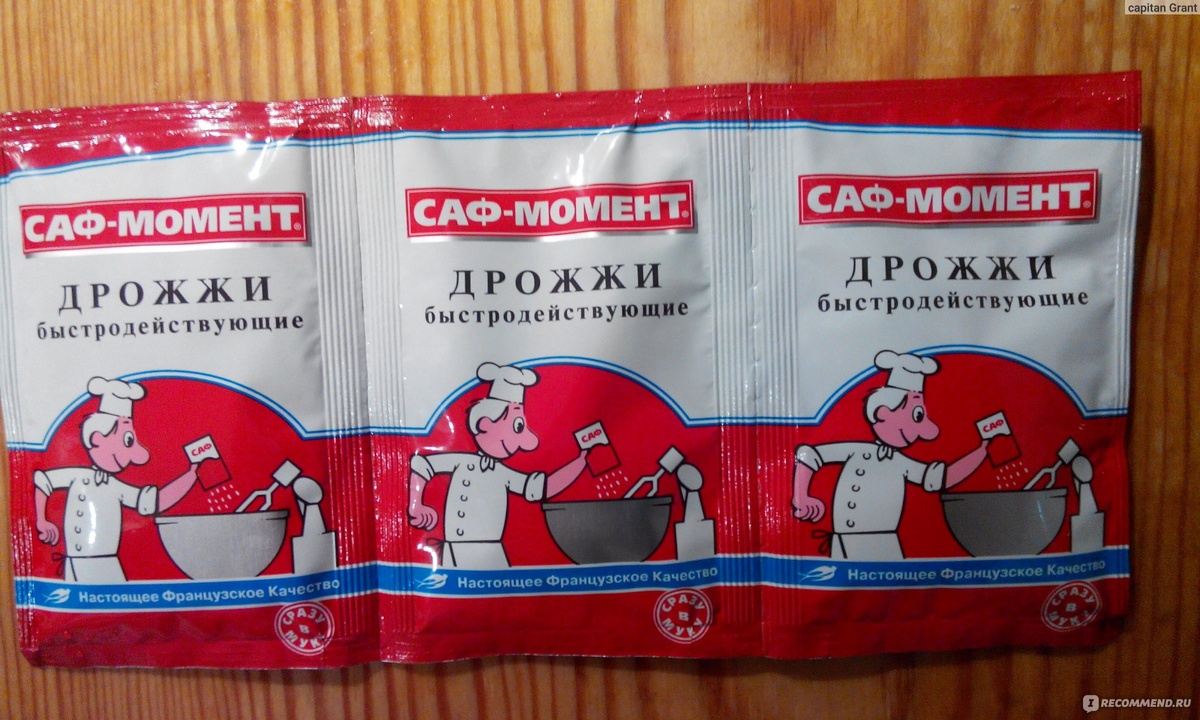 capitan Grant
САФ-МОМЕНТ®
ДРОЖЖИ
быстродействующие
САФ
Настоящее Французское Качество
СРАЗУ
В
МУКУ
САФ-МОМЕНТ®
ДРОЖЖИ
быстродействующие
САФ
Настоящее Французское Качество
СРАЗУ
В
МУКУ
САФ-МОМЕНТ®
ДРОЖЖИ
быстродействующие
САФ
Настоящее Французское Качество
СРАЗУ
В
МУКУ
IRECOMMEND.RU